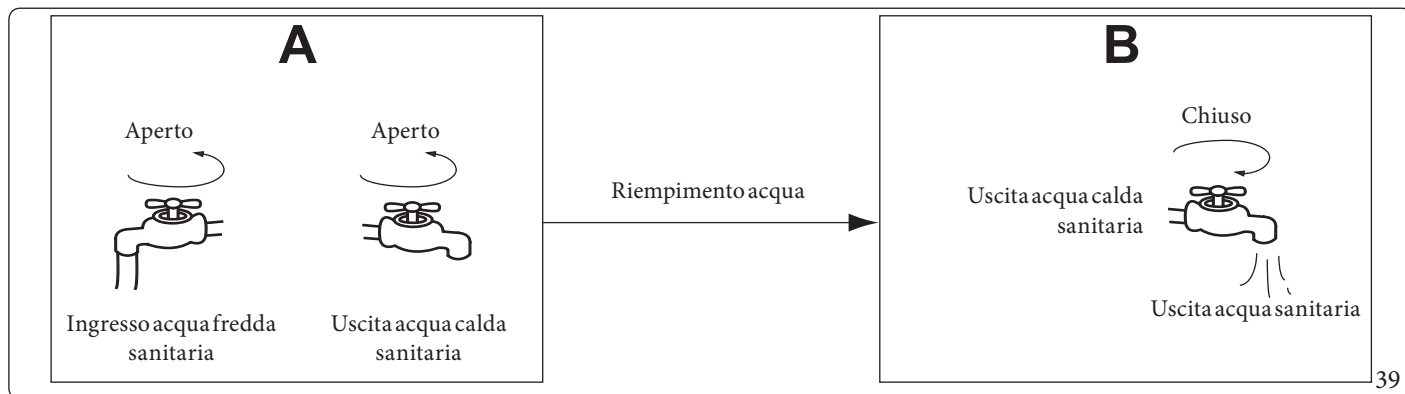 A
Aperto
Aperto
Ingresso acqua fredda
sanitaria
Uscita acqua calda
sanitaria
Riempimento acqua
B
Chiuso
Uscita acqua calda
sanitaria
Uscita acqua sanitaria
39